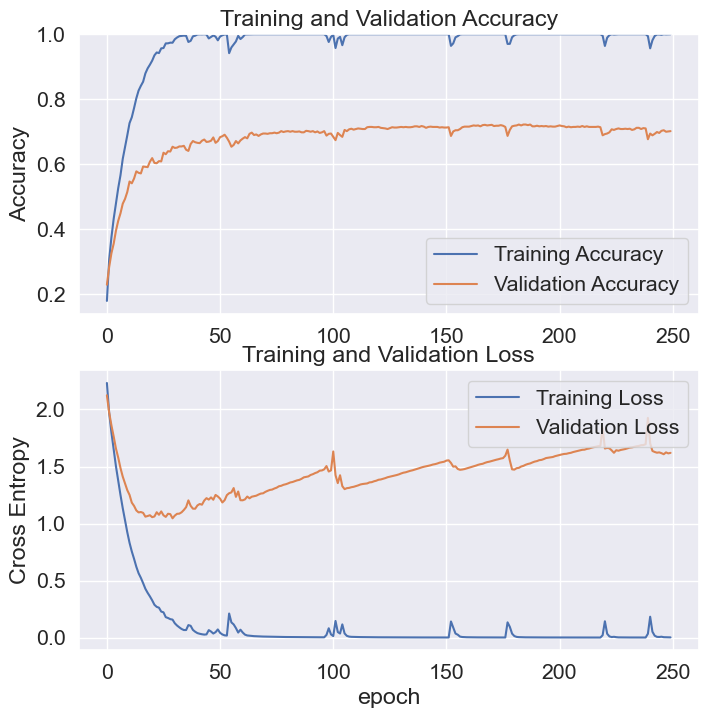 Training and Validation Accuracy
1.0
0.8
0.6
0.4
0.2
Accuracy
Training Accuracy
Validation Accuracy
0 50 100 150 200 250
Training and Validation Loss
2.0
1.5
1.0
0.5
0.0
Cross Entropy
Training Loss
Validation Loss
0 50 100 150 200 250
epoch